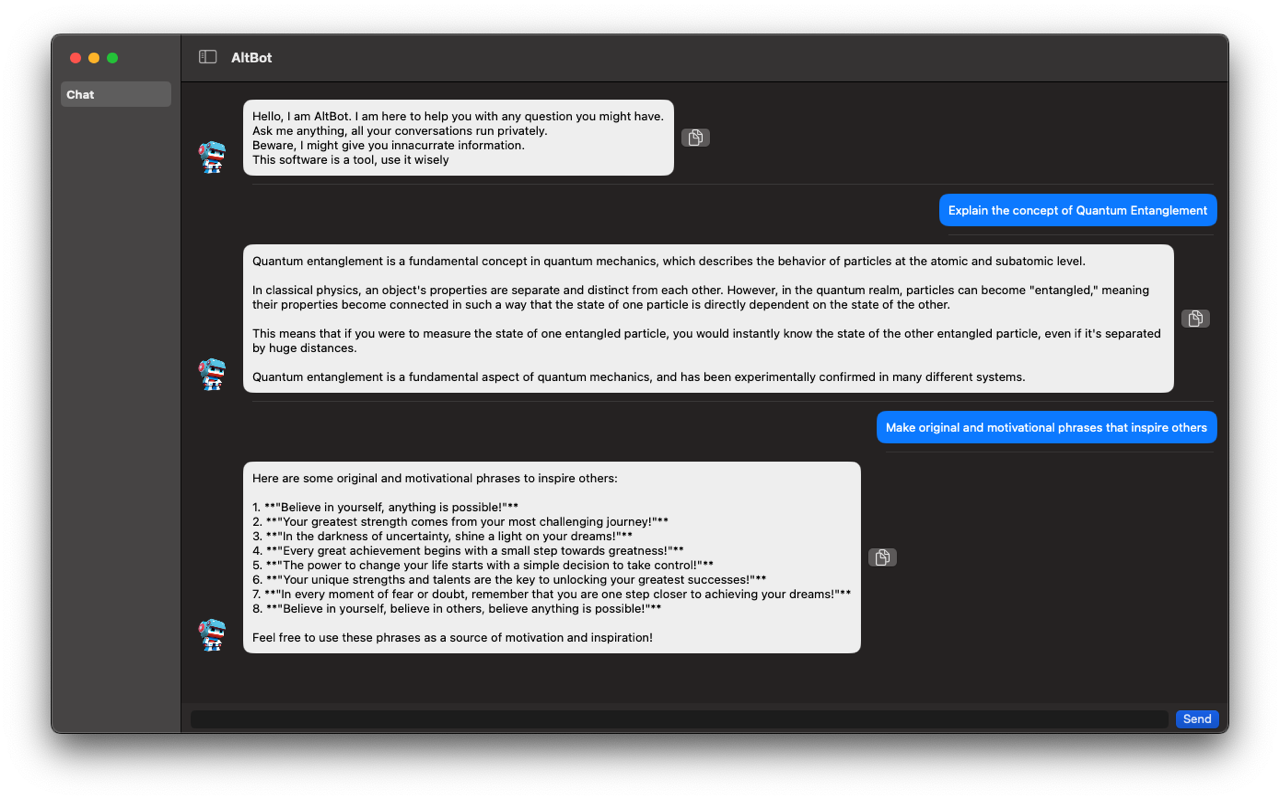 AltBot
Chat
Hello, I am AltBot. I am here to help you with any question you might have.
Ask me anything, all your conversations run privately.
Beware, I might give you innacurrate information.
This software is a tool, use it wisely
Explain the concept of Quantum Entanglement
Quantum entanglement is a fundamental concept in quantum mechanics, which describes the behavior of particles at the atomic and subatomic level.
In classical physics, an object's properties are separate and distinct from each other. However, in the quantum realm, particles can become "entangled," meaning
their properties become connected in such a way that the state of one particle is directly dependent on the state of the other.
This means that if you were to measure the state of one entangled particle, you would instantly know the state of the other entangled particle, even if it's separated
by huge distances.
Quantum entanglement is a fundamental aspect of quantum mechanics, and has been experimentally confirmed in many different systems.
Make original and motivational phrases that inspire others
Here are some original and motivational phrases to inspire others:
1. **"Believe in yourself, anything is possible!"**
2. **"Your greatest strength comes from your most challenging journey!"**
3. **"In the darkness of uncertainty, shine a light on your dreams!"**
4. **"Every great achievement begins with a small step towards greatness!"**
5. **"The power to change your life starts with a simple decision to take control!"**
6. **"Your unique strengths and talents are the key to unlocking your greatest successes!"**
7. **"In every moment of fear or doubt, remember that you are one step closer to achieving your dreams!"**
8. **"Believe in yourself, believe in others, believe anything is possible!"**
Feel free to use these phrases as a source of motivation and inspiration!
Send